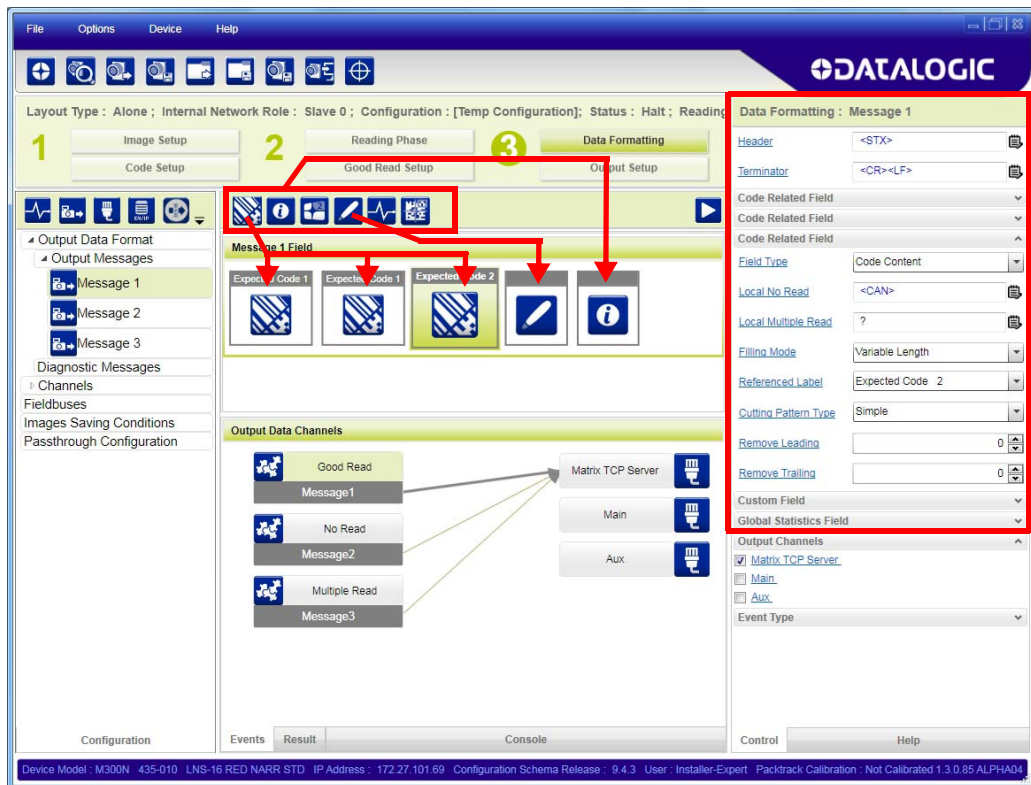 File Options Device Help
DATALOGIC
Layout Type : Alone ; Internal Network Role : Slave 0 ; Configuration : [Temp Configuration]; Status : Halt ; Reading
1 Image Setup
Code Setup
2 Reading Phase
Good Read Setup
3 Data Formatting
Output Setup
EN/IP
Output Data Format
Output Messages
Message 1
Message 2
Message 3
Diagnostic Messages
Channels
Fieldbuses
Images Saving Conditions
Passthrough Configuration
Configuration
Message 1 Field
Expected Code 1 Expected Code 1 Expected Code 2
Output Data Channels
Good Read
Message1
No Read
Message2
Multiple Read
Message3
Matrix TCP Server
Main
Aux
Events Result Console
Data Formatting : Message 1
Header <STX>
Terminator <CR><LF>
Code Related Field
Code Related Field
Code Related Field
Field Type Code Content
Local No Read <CAN>
Local Multiple Read ?
Filling Mode Variable Length
Referenced Label Expected Code 2
Cutting Pattern Type Simple
Remove Leading 0
Remove Trailing 0
Custom Field
Global Statistics Field
Output Channels
Matrix TCP Server
Main
Aux
Event Type
Control Help
Device Model : M300N 435-010 LNS-16 RED NARR STD IP Address : 172.27.101.69 Configuration Schema Release : 9.4.3 User : Installer-Expert Packtrack Calibration : Not Calibrated 1.3.0.85 ALPHA04